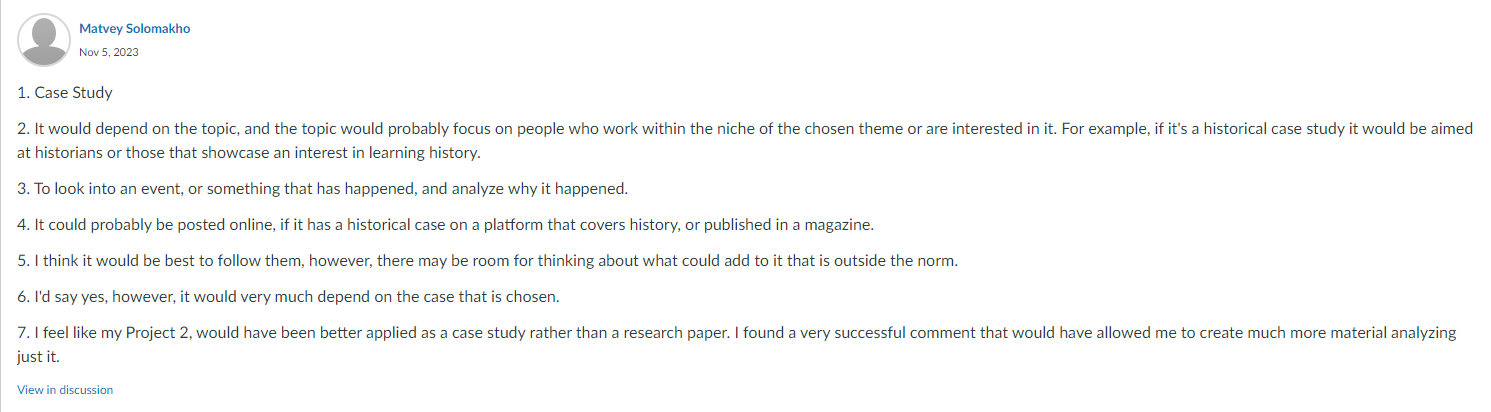 Matvey Solomakho
Nov 5, 2023
1. Case Study
2. It would depend on the topic, and the topic would probably focus on people who work within the niche of the chosen theme or are interested in it. For example, if it's a historical case study it would be aimed
at historians or those that showcase an interest in learning history.
3. To look into an event, or something that has happened, and analyze why it happened.
4. It could probably be posted online, if it has a historical case on a platform that covers history, or published in a magazine.
5. I think it would be best to follow them, however, there may be room for thinking about what could add to it that is outside the norm.
6. I'd say yes, however, it would very much depend on the case that is chosen.
7. I feel like my Project 2, would have been better applied as a case study rather than a research paper. I found a very successful comment that would have allowed me to create much more material analyzing
just it.
View in discussion